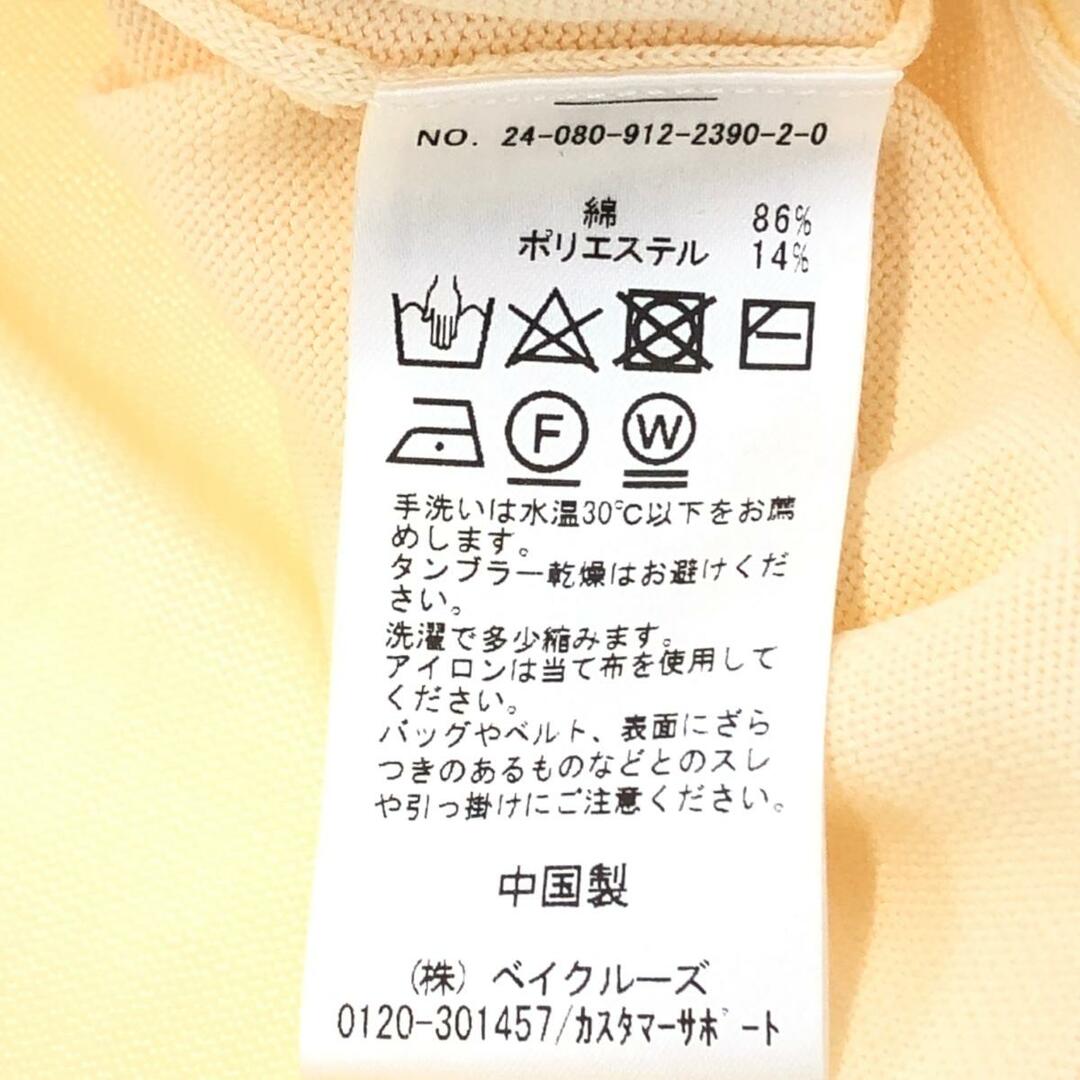 NO. 24-080-912-2390-2-0
綿 86%
ポリエステル 14%
F W
手洗いは水温30℃以下をお薦
めします。
タンブラー乾燥はお避けくだ
さい。
洗濯で多少縮みます。
アイロンは当て布を使用して
ください。
バッグやベルト、表面にざら
つきのあるものなどとのスレ
や引っ掛けにご注意ください。
中国製
(株) ベイクルーズ
0120-301457/カスタマーサポート